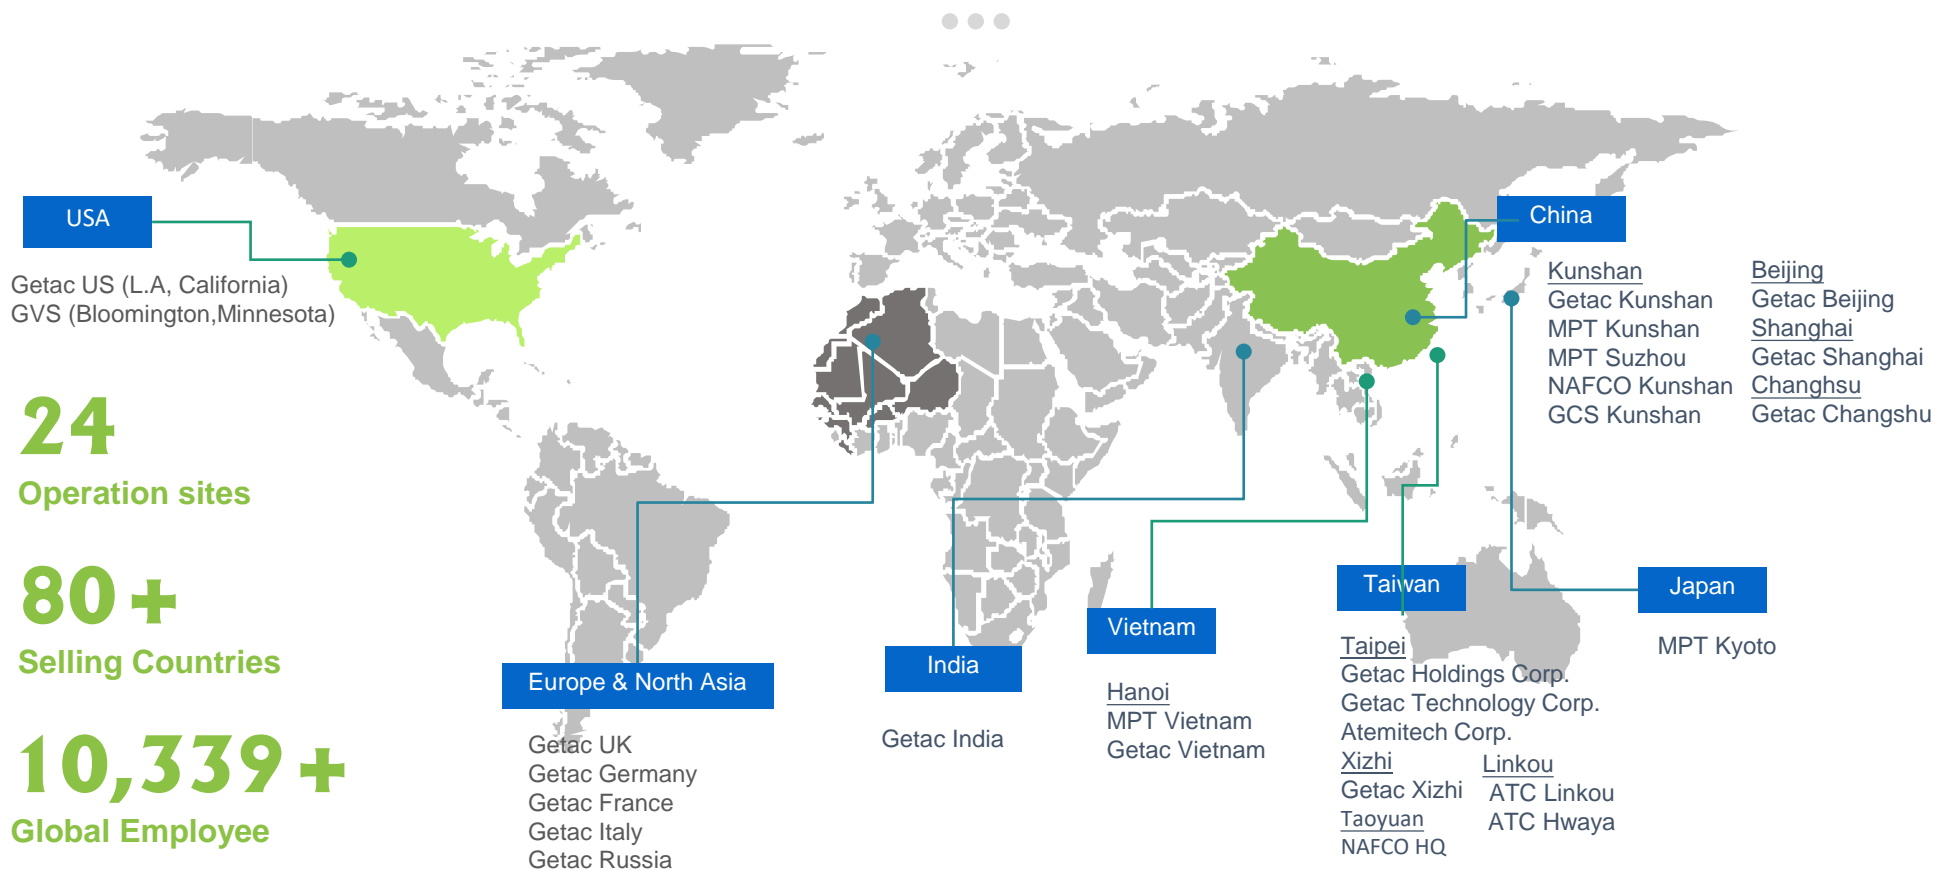 USA
Getac US (L.A, California)
GVS (Bloomington,Minnesota)
24
Operation sites
80 +
Selling Countries
10,339 +
Global Employee
Europe & North Asia
Getac UK
Getac Germany
Getac France
Getac Italy
Getac Russia
India
Getac India
Vietnam
Hanoi
MPT Vietnam
Getac Vietnam
Taiwan
Taipei
Getac Holdings Corp.
Getac Technology Corp.
Atemitech Corp.
Xizhi
Getac Xizhi
Taoyuan
NAFCO HQ
Linkou
ATC Linkou
ATC Hwaya
Japan
MPT Kyoto
China
Kunshan
Getac Kunshan
MPT Kunshan
MPT Suzhou
NAFCO Kunshan
GCS Kunshan
Beijing
Getac Beijing
Shanghai
Getac Shanghai
Changhsu
Getac Changshu